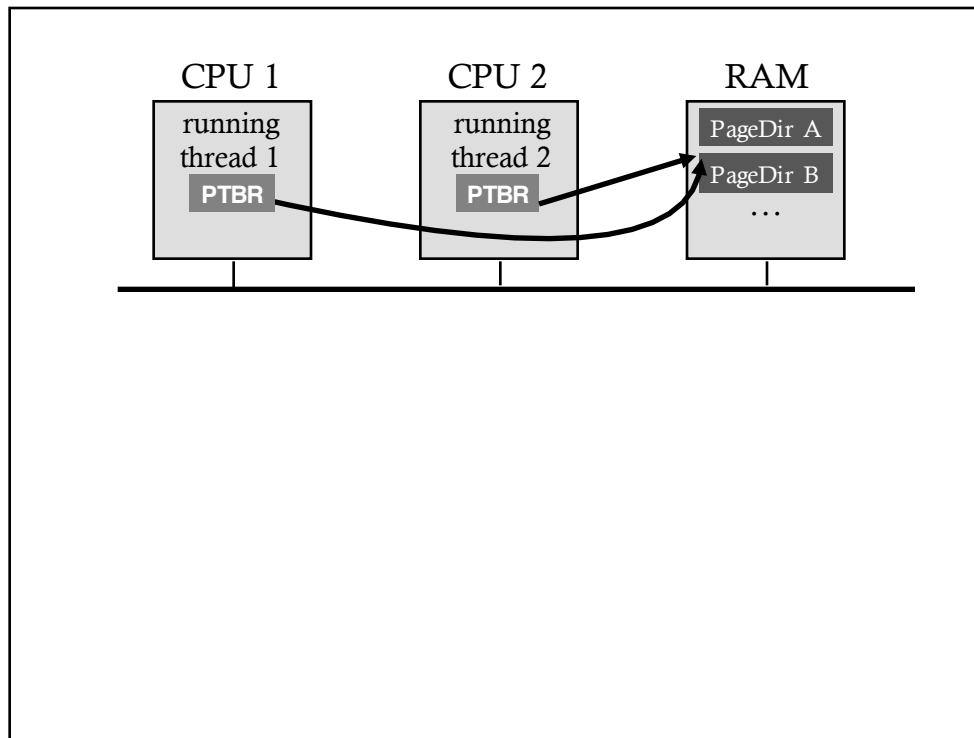 CPU 1
CPU 2
RAM
running
thread 1
PTBR
running
thread 2
PTBR
PageDir A
PageDir B
…